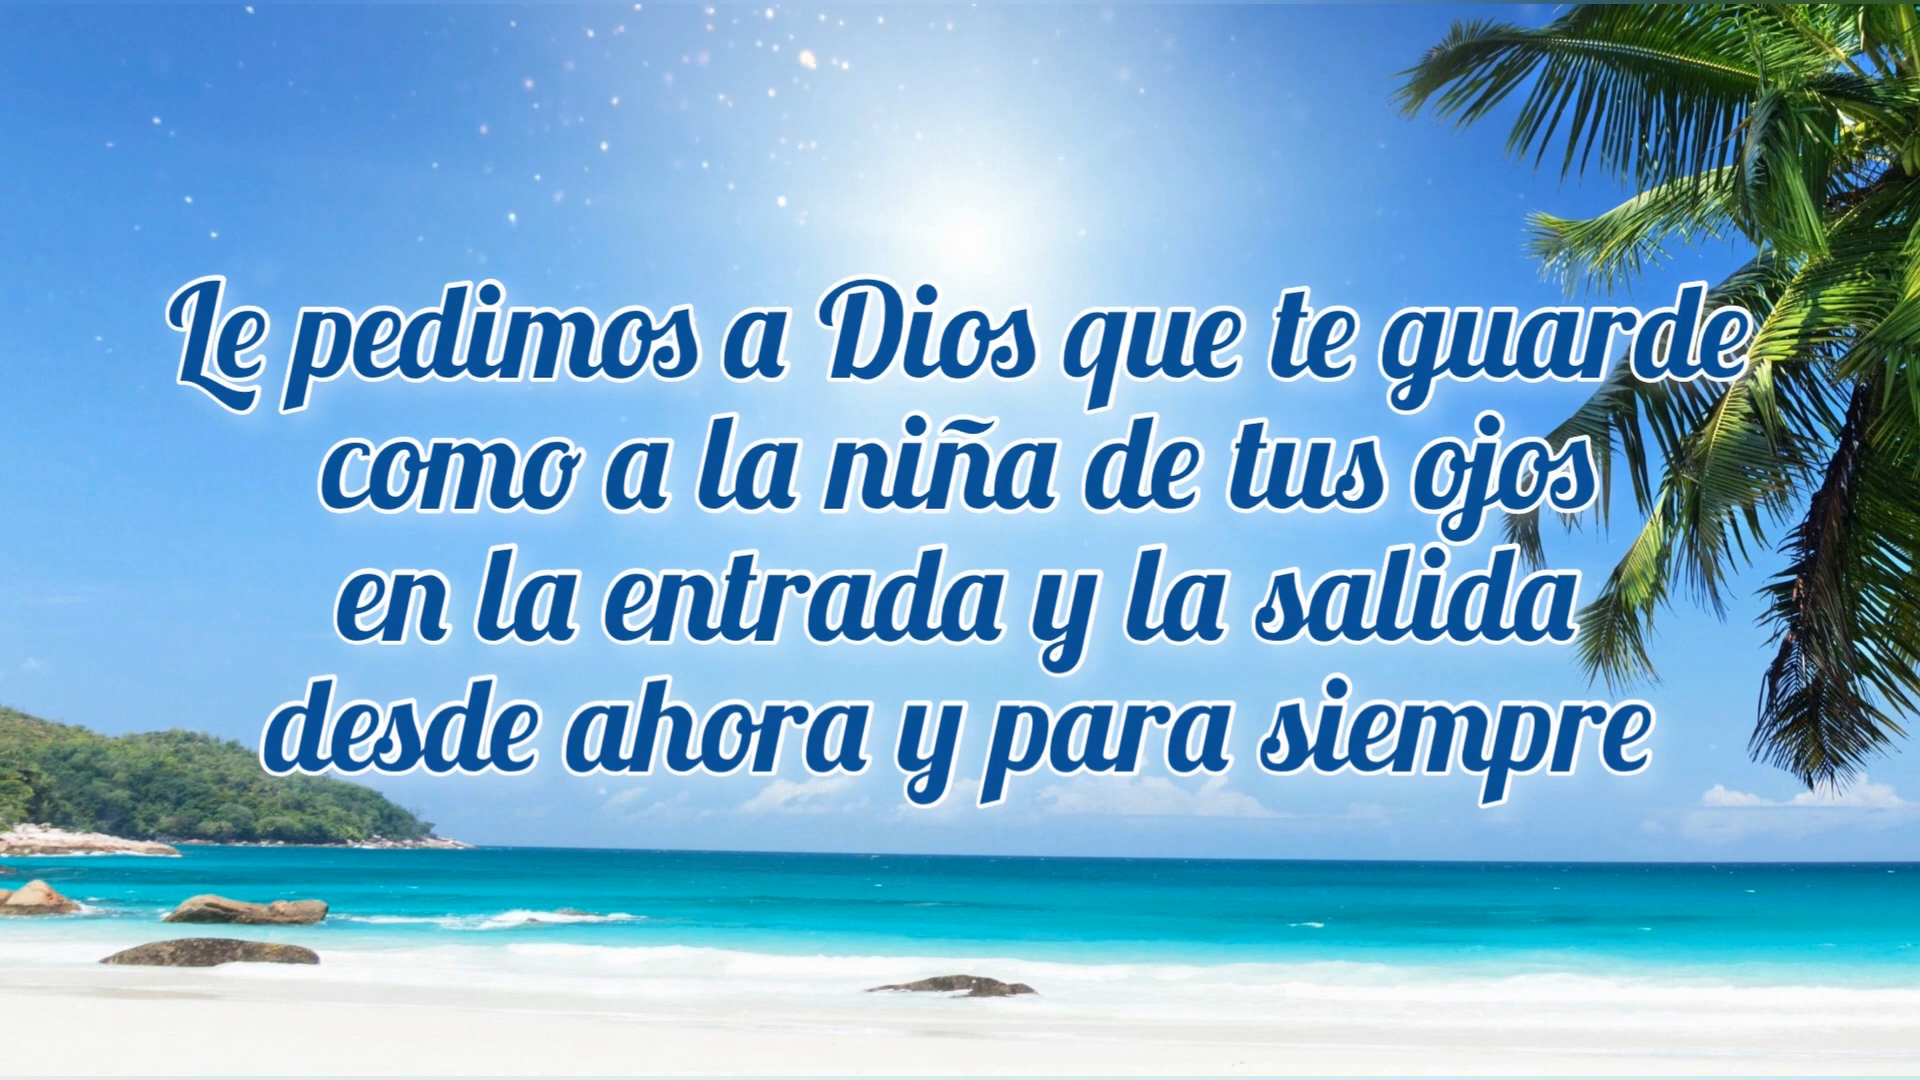 Le pedimos a Dios que te guarde
como a la niña de tus ojos
en la entrada y la salida
desde ahora y para siempre